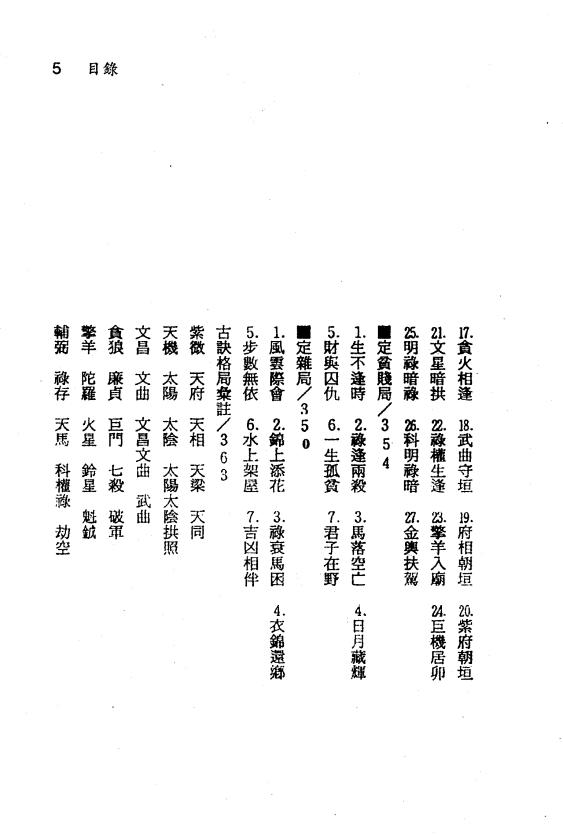 5 目錄
17.貪火相逢 18.武曲守垣 19.府相朝垣 20.紫府朝垣
21.文星暗拱 22.祿權生逢 23.擎羊入廟 24.巨機居卯
25.明祿暗祿 26.科明祿暗 27.金輿扶駕
■定貧賤局／354
1.生不逢時 2.祿逢兩殺 3.馬落空亡 4.日月藏輝
5.財與囚仇 6.一生孤貧 7.君子在野
■定雜局／350
1.風雲際會 2.錦上添花 3.祿衰馬困 4.衣錦還鄉
5.步數無依 6.水上架屋 7.吉凶相伴
古訣格局彙註／363
紫微 天府 天相 天梁 天同
天機 太陽 太陰 太陽太陰拱照
文昌 文曲 文昌文曲 武曲
貪狼 廉貞 巨門 七殺 破軍
擎羊 陀羅 火星 鈴星 魁鉞
輔弼 祿存 天馬 科權祿 劫空